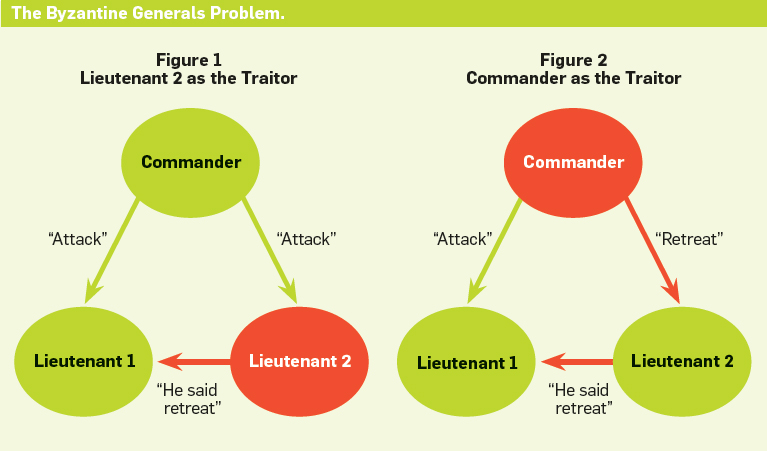 The Byzantine Generals Problem.
Figure 1
Lieutenant 2 as the Traitor
Commander
“Attack”
“Attack”
Lieutenant 1
Lieutenant 2
“He said
retreat”
Figure 2
Commander as the Traitor
Commander
“Attack”
“Retreat”
Lieutenant 1
Lieutenant 2
“He said
retreat”